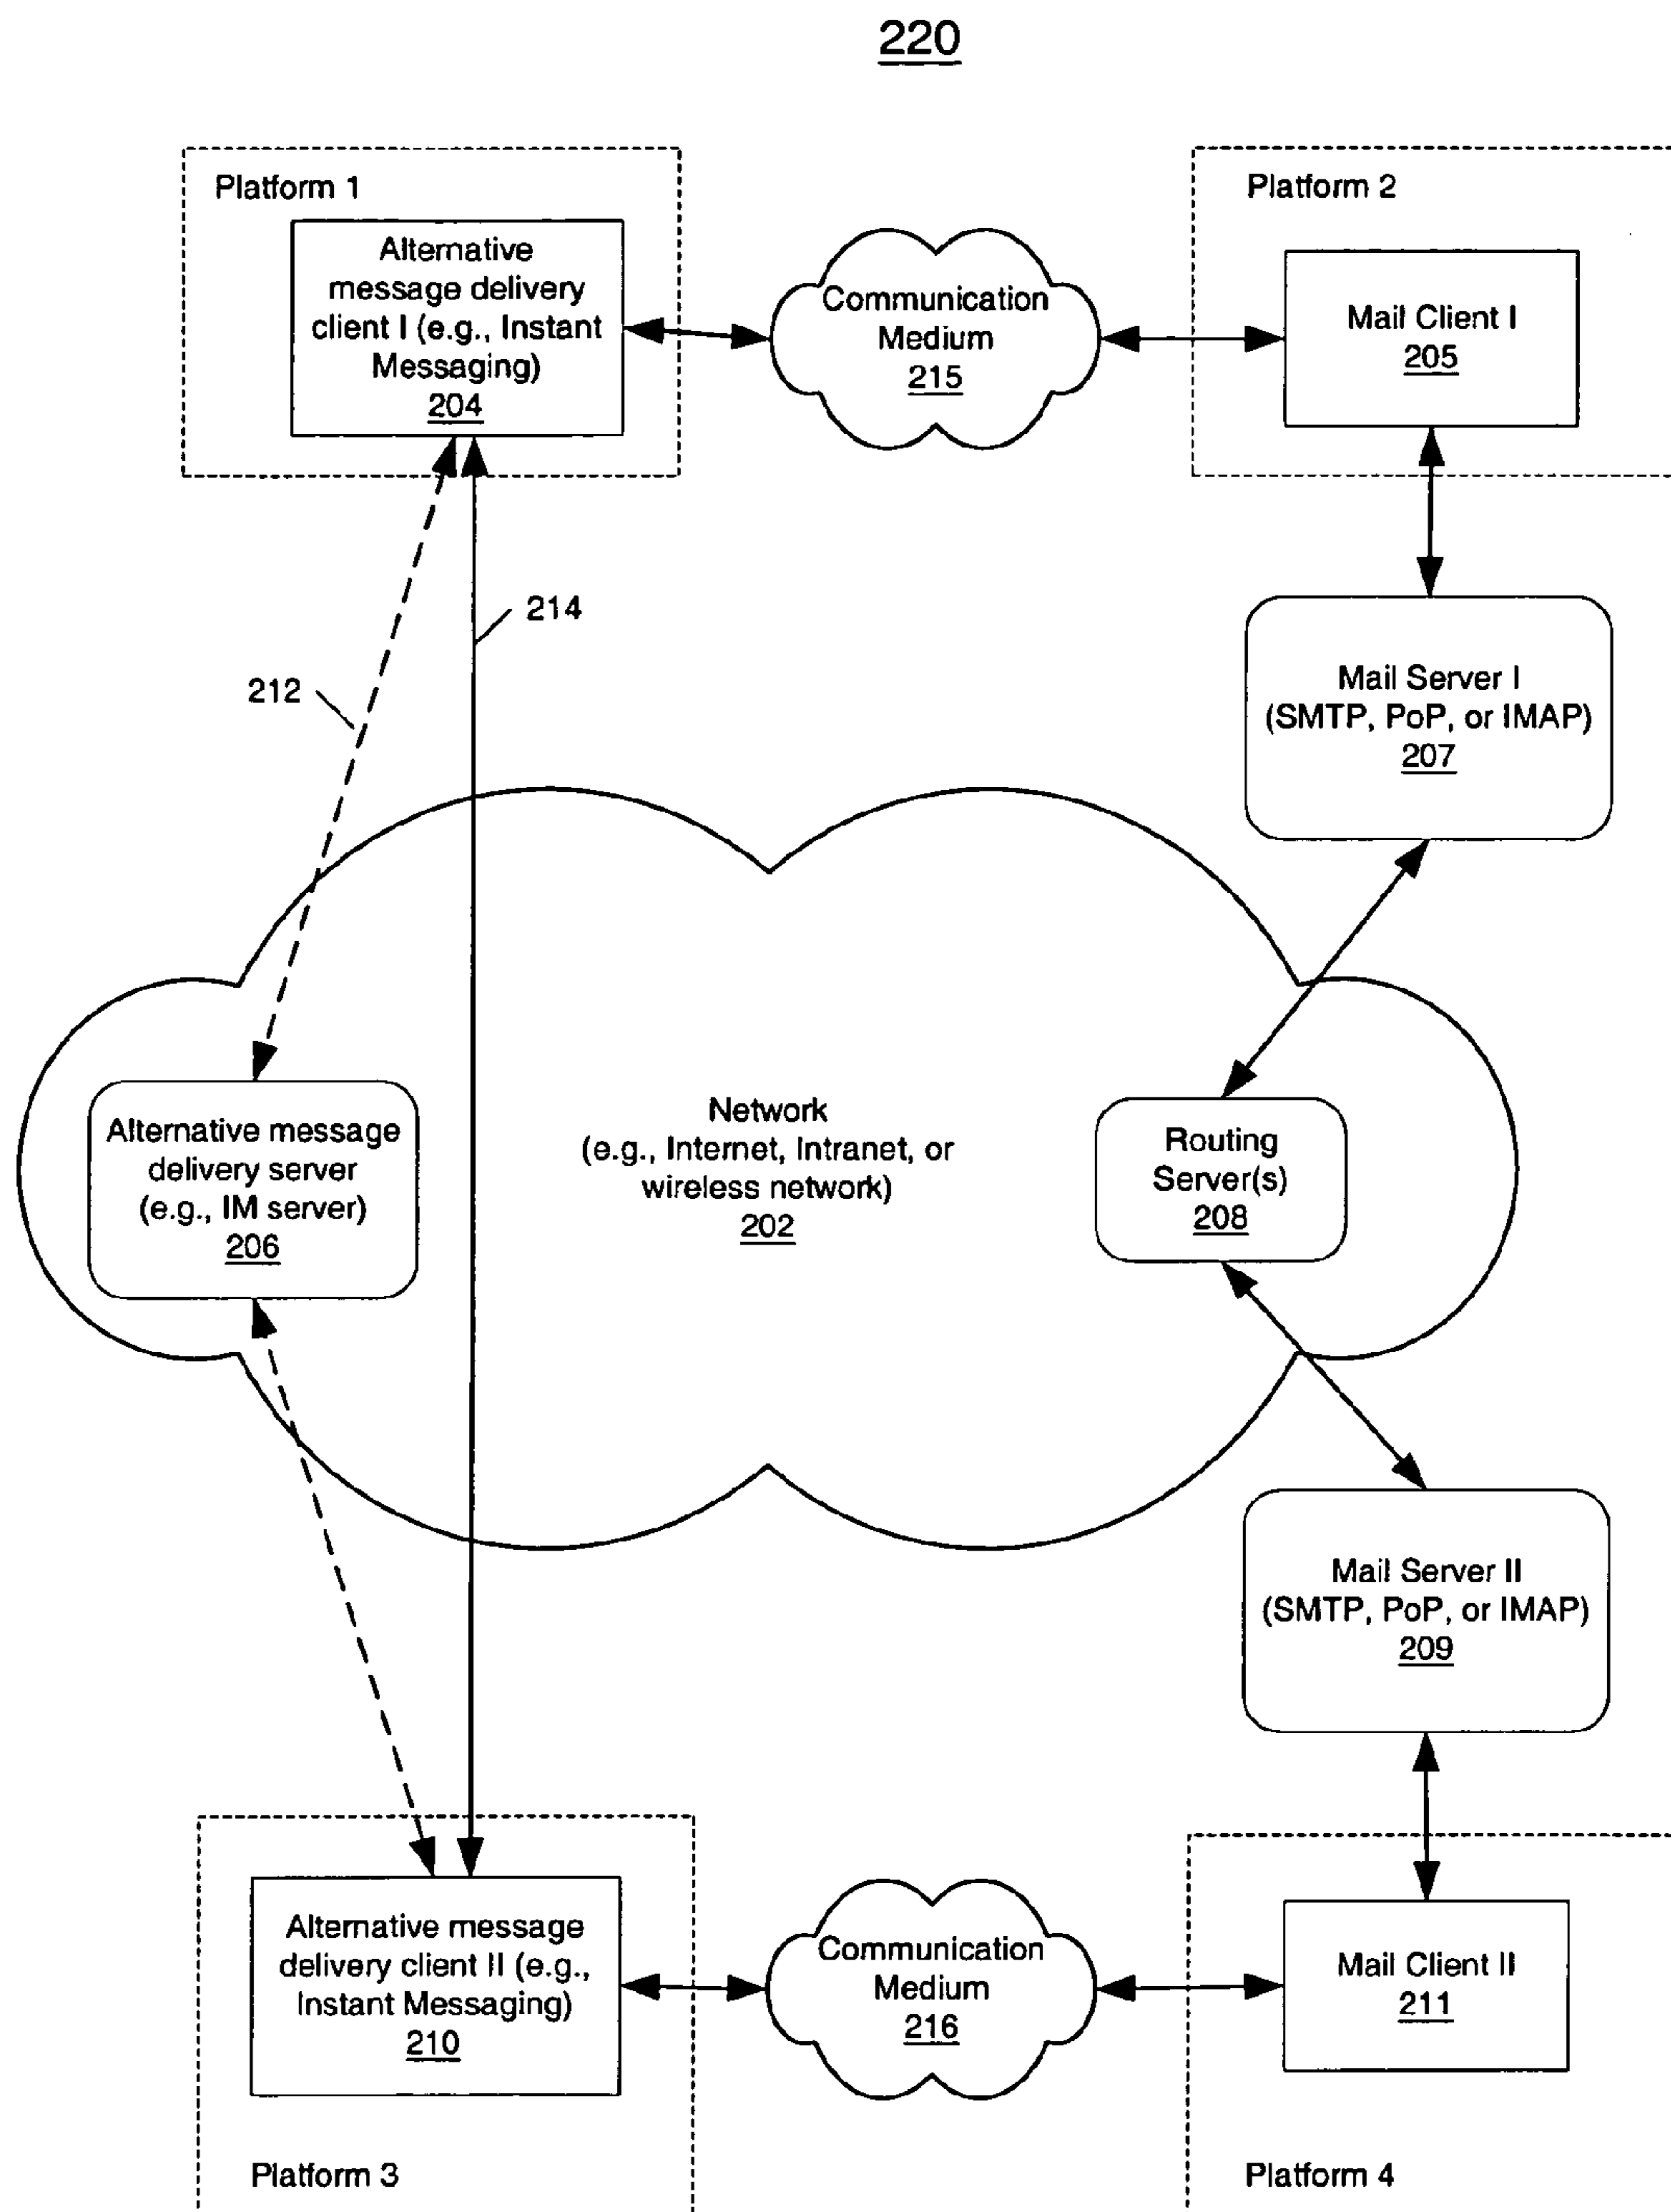 220
Platform 1
Alternative
message delivery
client I (e.g., Instant
Messaging)
204
Communication
Medium
215
Platform 2
Mail Client I
205
214
212
Mail Server I
(SMTP, PoP, or IMAP)
207
Alternative message
delivery server
(e.g., IM server)
206
Network
(e.g., Internet, Intranet, or
wireless network)
202
Routing
Server(s)
208
Mail Server II
(SMTP, PoP, or IMAP)
209
Alternative message
delivery client II (e.g.,
Instant Messaging)
210
Platform 3
Communication
Medium
216
Mail Client II
211
Platform 4